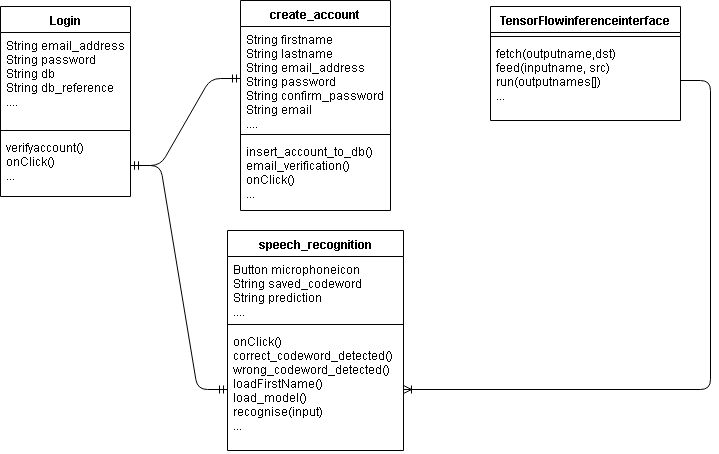 Login
String email_address
String password
String db
String db_reference
....
verifyaccount()
onClick()
...
create_account
String firstname
String lastname
String email_address
String password
String confirm_password
String email
....
insert_account_to_db()
email_verification()
onClick()
...
TensorFlowinferenceinterface
fetch(outputname,dst)
feed(inputname, src)
run(outputnames[])
...
speech_recognition
Button microphoneicon
String saved_codeword
String prediction
....
onClick()
correct_codeword_detected()
wrong_codeword_detected()
loadFirstName()
load_model()
recognise(input)
...